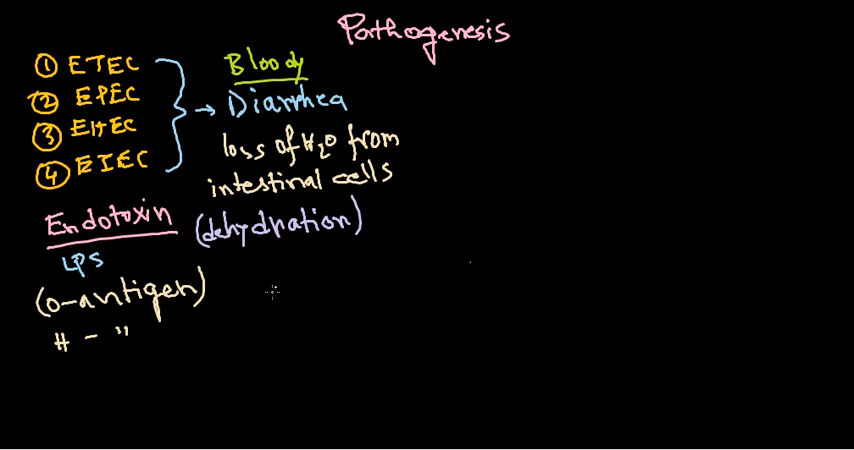 Pathogenesis
① ETEC
② EPEC
③ EHEC
④ EIEC
→ Bloody
Diarrhea
loss of H2O from
intestinal cells
(dehydration)
Endotoxin
LPS
(O-antigen)
H - "